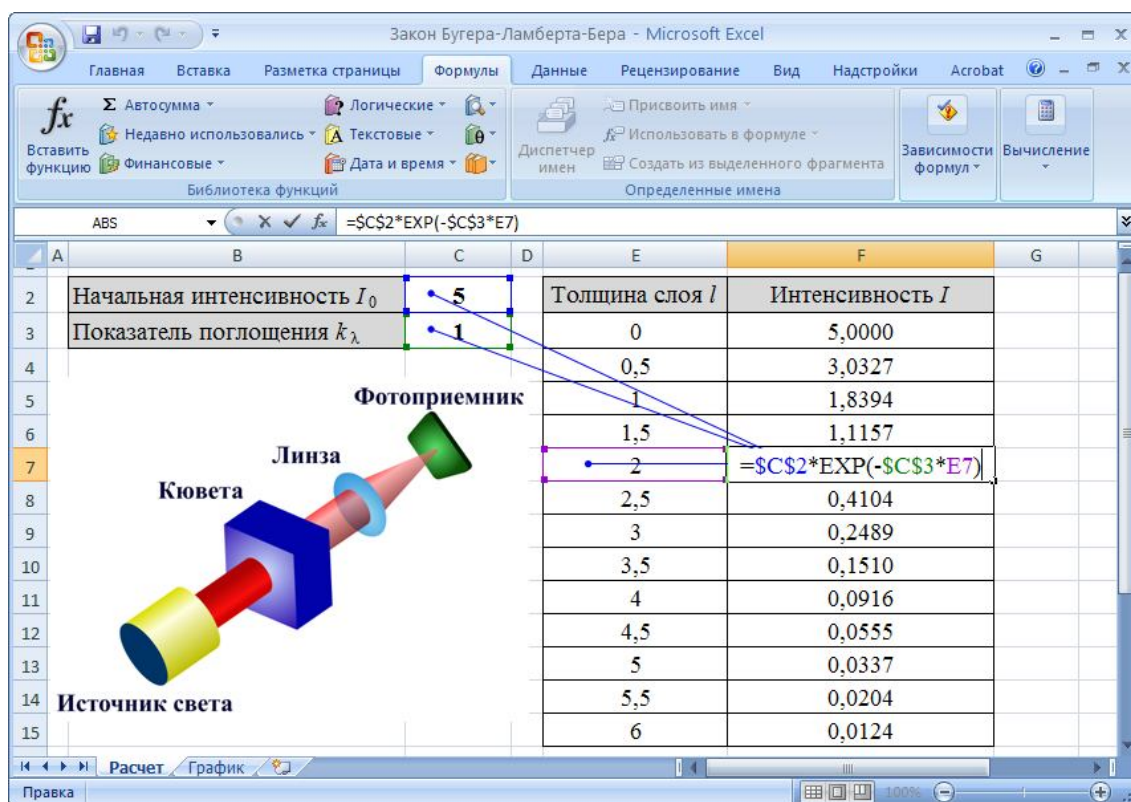 Закон Бугера-Ламберта-Бера - Microsoft Excel
Главная Вставка Разметка страницы Формулы Данные Рецензирование Вид Надстройки Acrobat
fx Вставить функцию
Σ Автосумма
Недавно использовались
Финансовые
Логические
Текстовые
Дата и время
Библиотека функций
Диспетчер имен
Присвоить имя
Использовать в формуле
Создать из выделенного фрагмента
Определенные имена
Зависимости формул
Вычисление
ABS fx =$C$2*EXP(-$C$3*E7)
A B C D E F G
2 Начальная интенсивность I0 5 Толщина слоя l Интенсивность I
3 Показатель поглощения kλ 1 0 5,0000
4 0,5 3,0327
5 1 1,8394
6 1,5 1,1157
7 2 =$C$2*EXP(-$C$3*E7)
8 2,5 0,4104
9 3 0,2489
10 3,5 0,1510
11 4 0,0916
12 4,5 0,0555
13 5 0,0337
14 5,5 0,0204
15 6 0,0124
Фотоприемник
Линза
Кювета
Источник света
Расчет График
Правка 100%